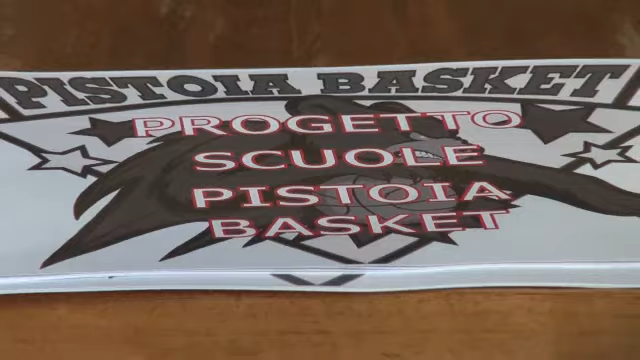 PISTOIA BASKET
PROGETTO
SCUOLE
PISTOIA
BASKET